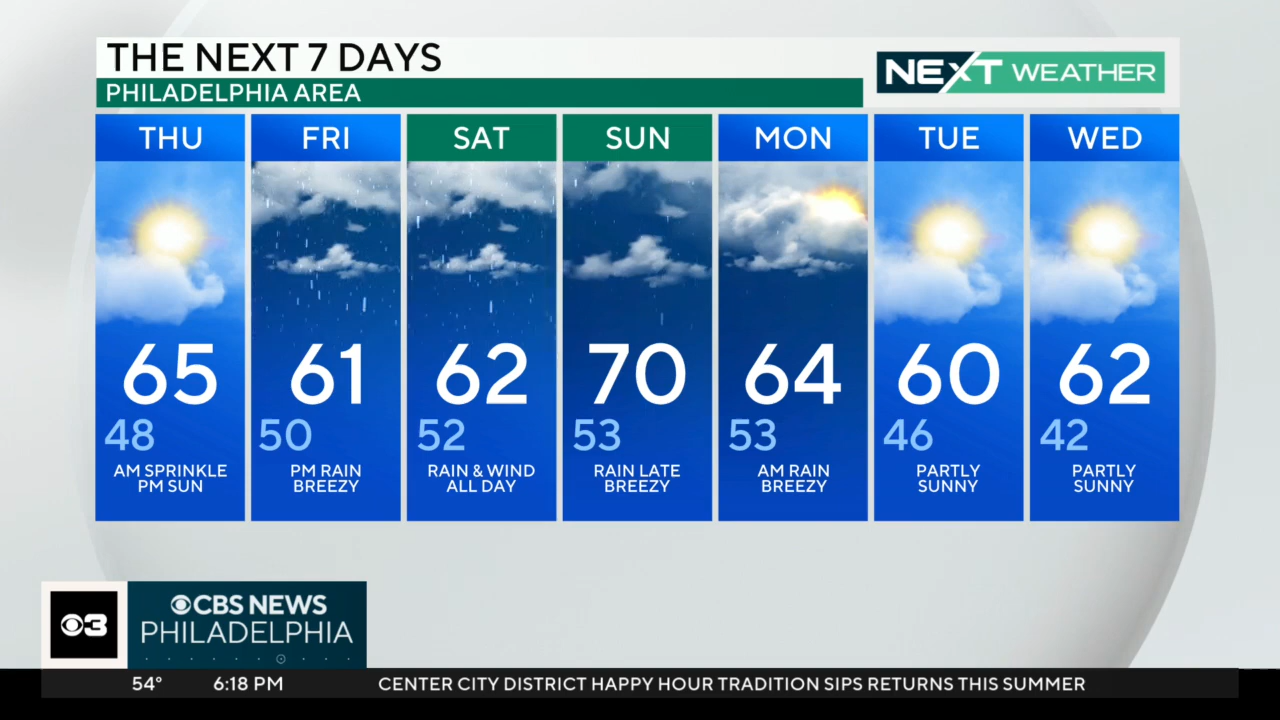 THE NEXT 7 DAYS
NEXT WEATHER
PHILADELPHIA AREA
THU FRI SAT SUN MON TUE WED
65 61 62 70 64 60 62
48 50 52 53 53 46 42
AM SPRINKLE PM RAIN RAIN & WIND RAIN LATE AM RAIN PARTLY PARTLY
PM SUN BREEZY ALL DAY BREEZY BREEZY SUNNY SUNNY
3
CBS NEWS
PHILADELPHIA
54° 6:18 PM CENTER CITY DISTRICT HAPPY HOUR TRADITION SIPS RETURNS THIS SUMMER